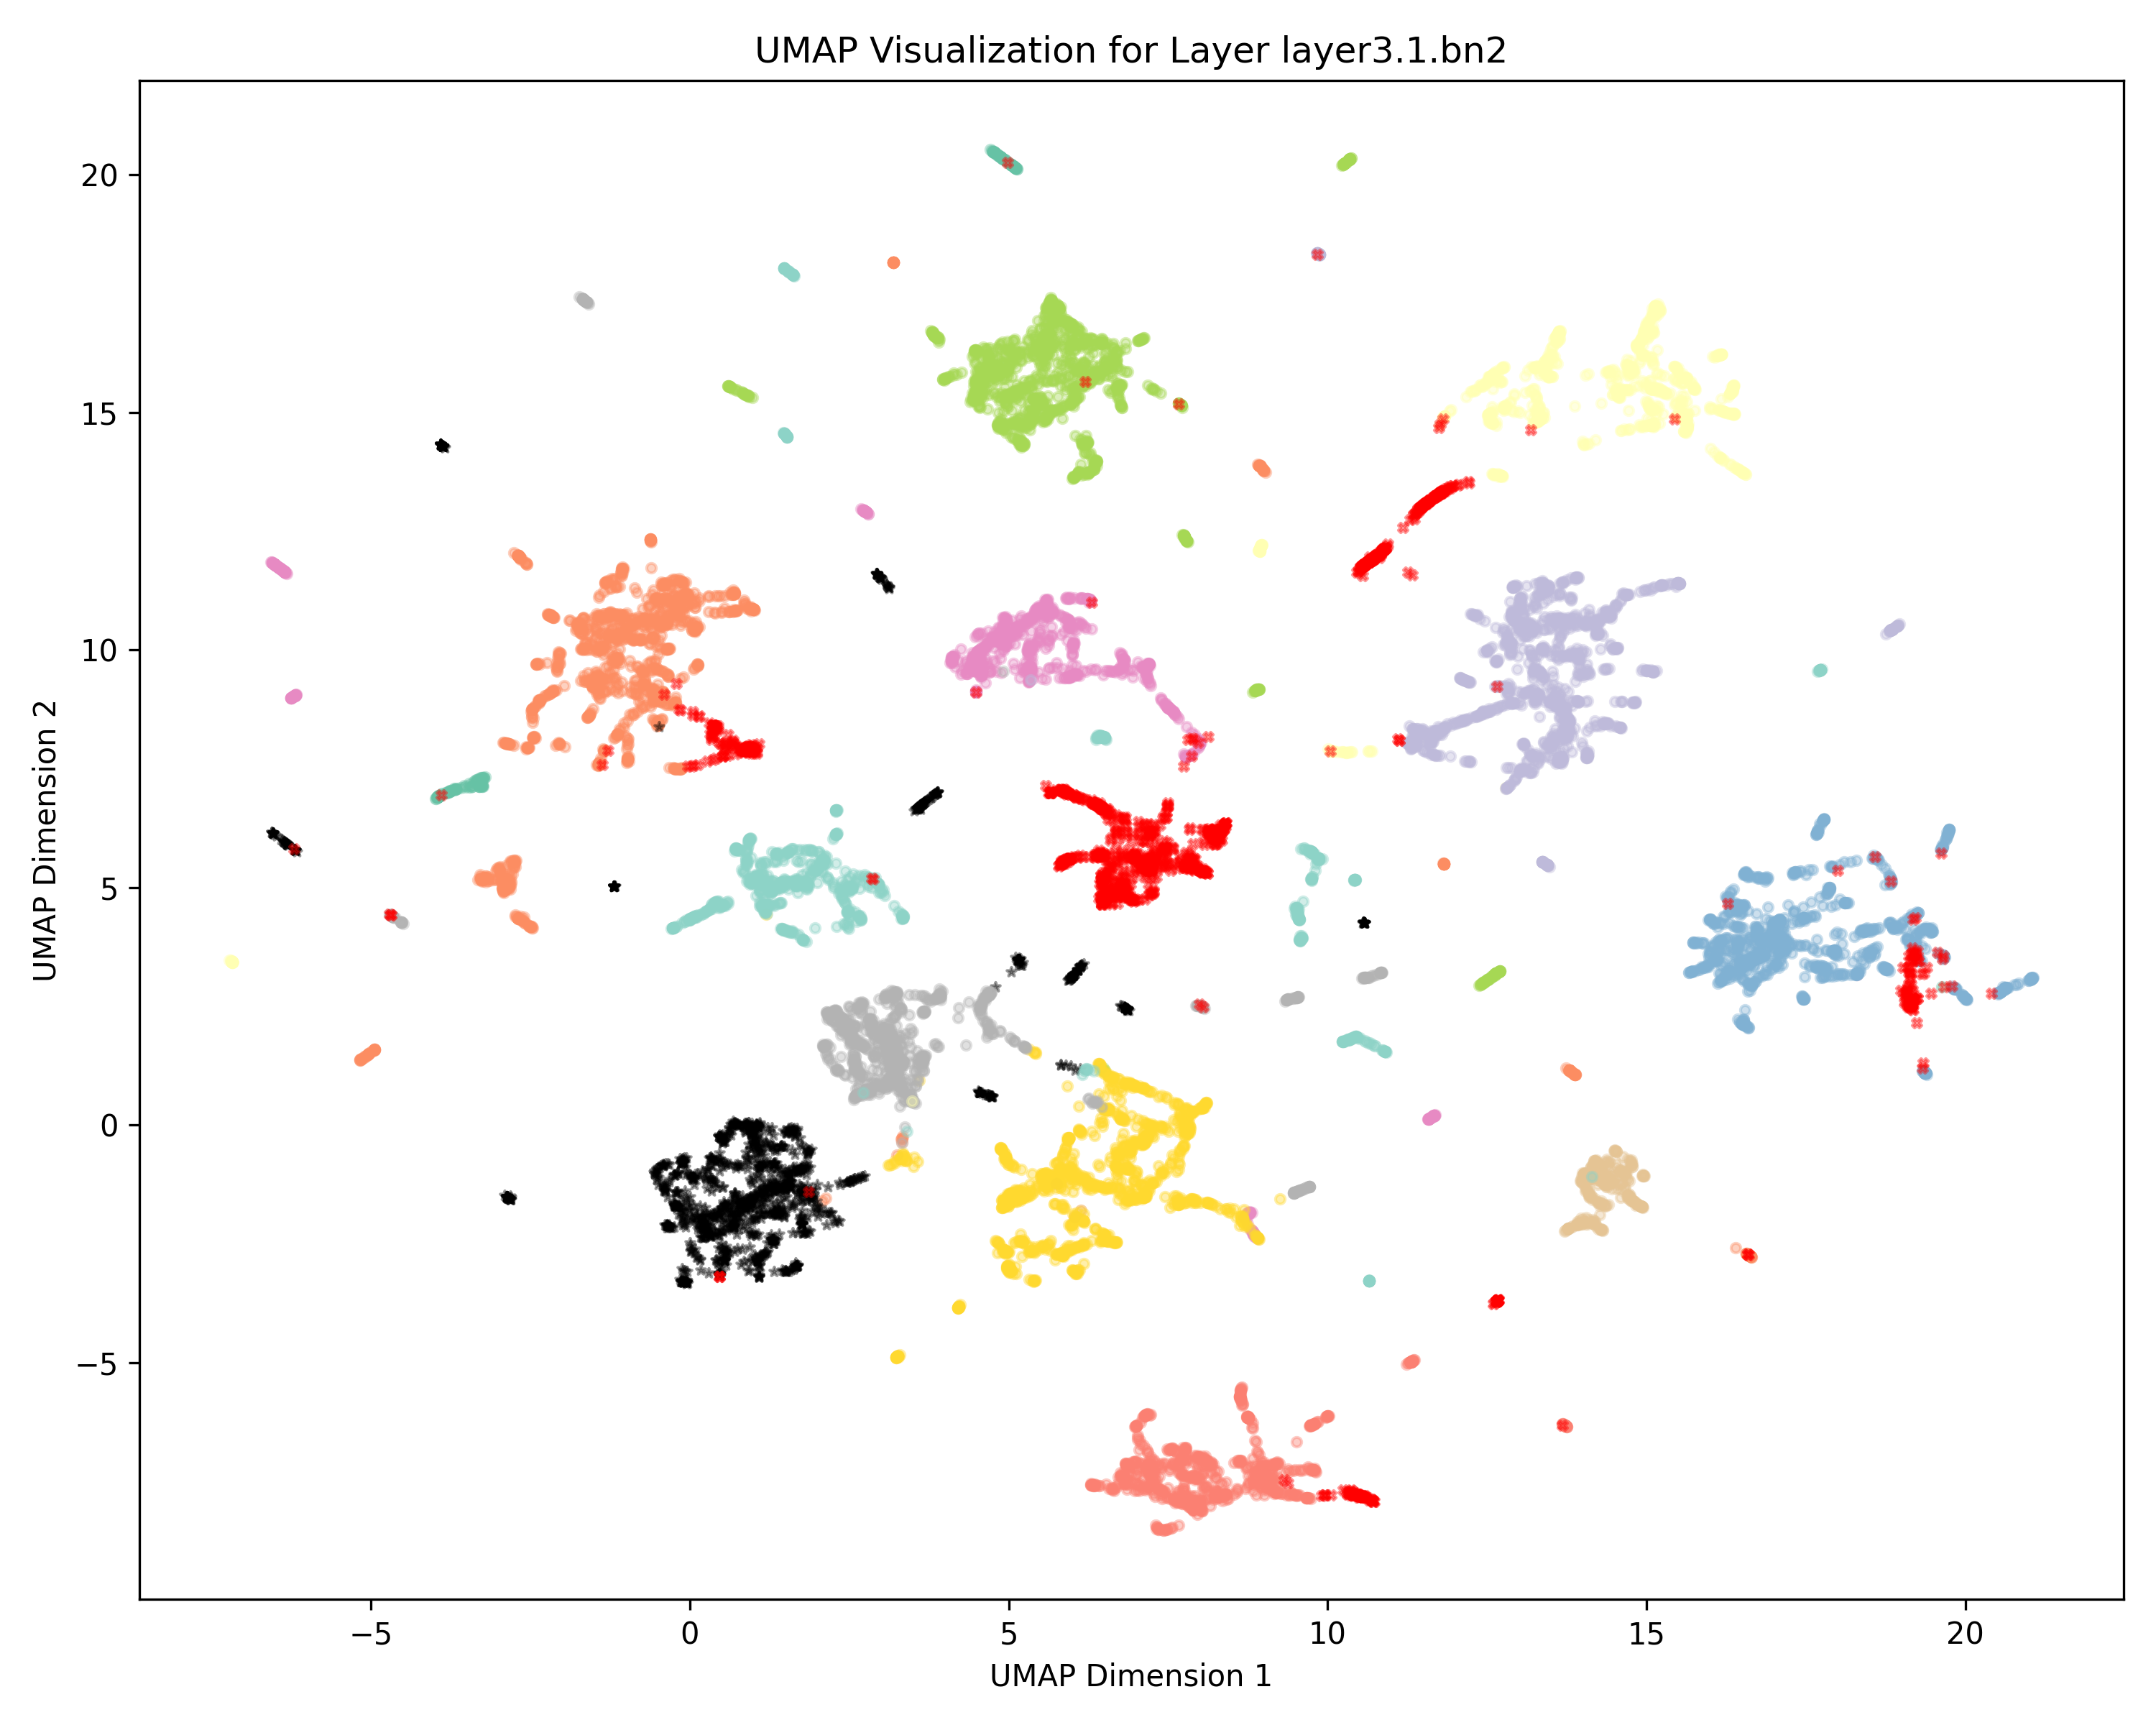 UMAP Visualization for Layer layer3.1.bn2
20
15
10
5
0
−5
UMAP Dimension 2
−5 0 5 10 15 20
UMAP Dimension 1